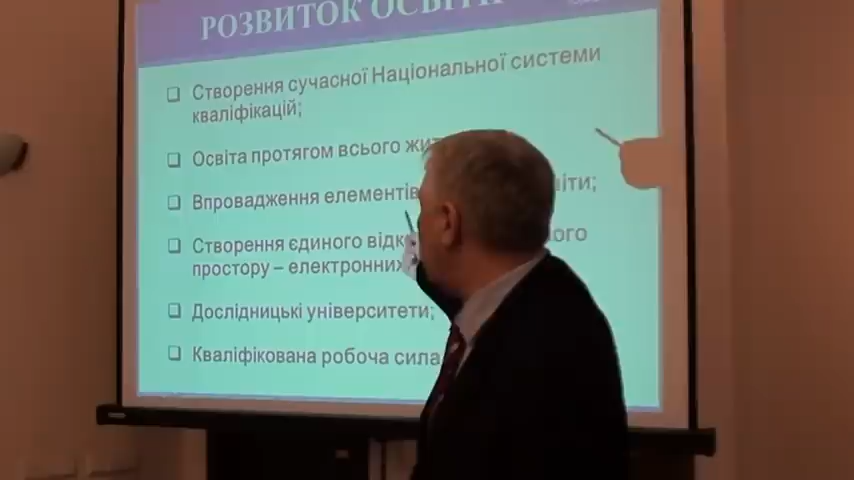 РОЗВИТОК ОСВІТИ
❑ Створення сучасної Національної системи
кваліфікацій;
❑ Освіта протягом всього
❑ Впровадження елементів
❑ Створення єдиного
простору – електронних
❑ Дослідницькі університети;
❑ Кваліфікована робоча сила